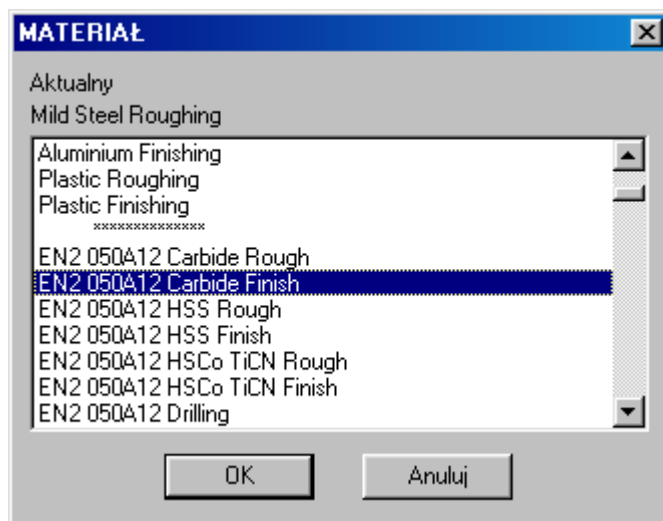 MATERIAŁ
Aktualny
Mild Steel Roughing
Aluminium Finishing
Plastic Roughing
Plastic Finishing
**************
EN2 050A12 Carbide Rough
EN2 050A12 Carbide Finish
EN2 050A12 HSS Rough
EN2 050A12 HSS Finish
EN2 050A12 HSCo TiCN Rough
EN2 050A12 HSCo TiCN Finish
EN2 050A12 Drilling
OK Anuluj